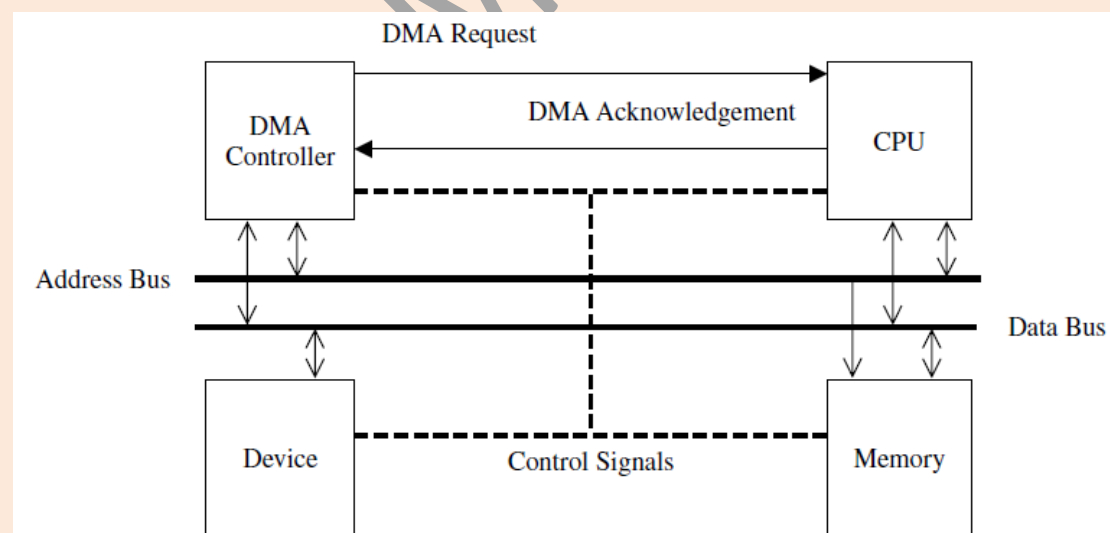 DMA Request
DMA Acknowledgement
DMA
Controller
CPU
Address Bus
Data Bus
Device
Control Signals
Memory